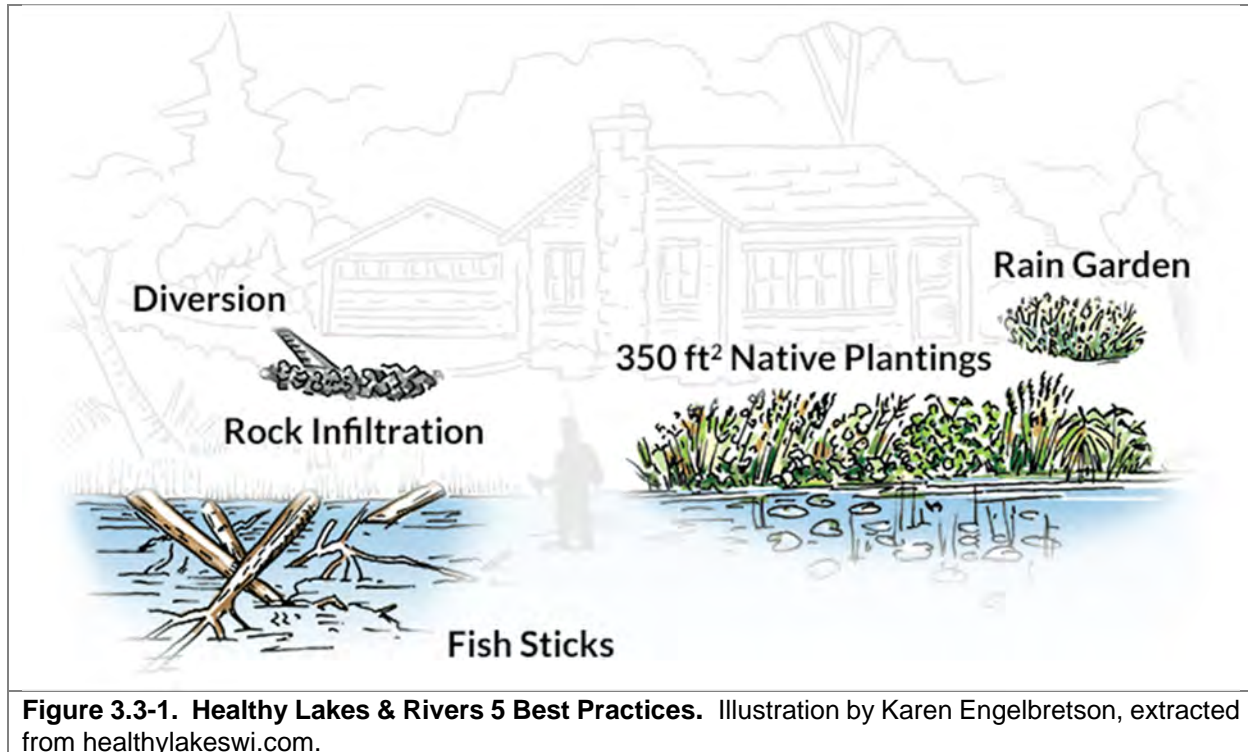 Diversion
Rain Garden
350 ft² Native Plantings
Rock Infiltration
Fish Sticks
Figure 3.3-1. Healthy Lakes & Rivers 5 Best Practices. Illustration by Karen Engelbretson, extracted
from healthylakeswi.com.